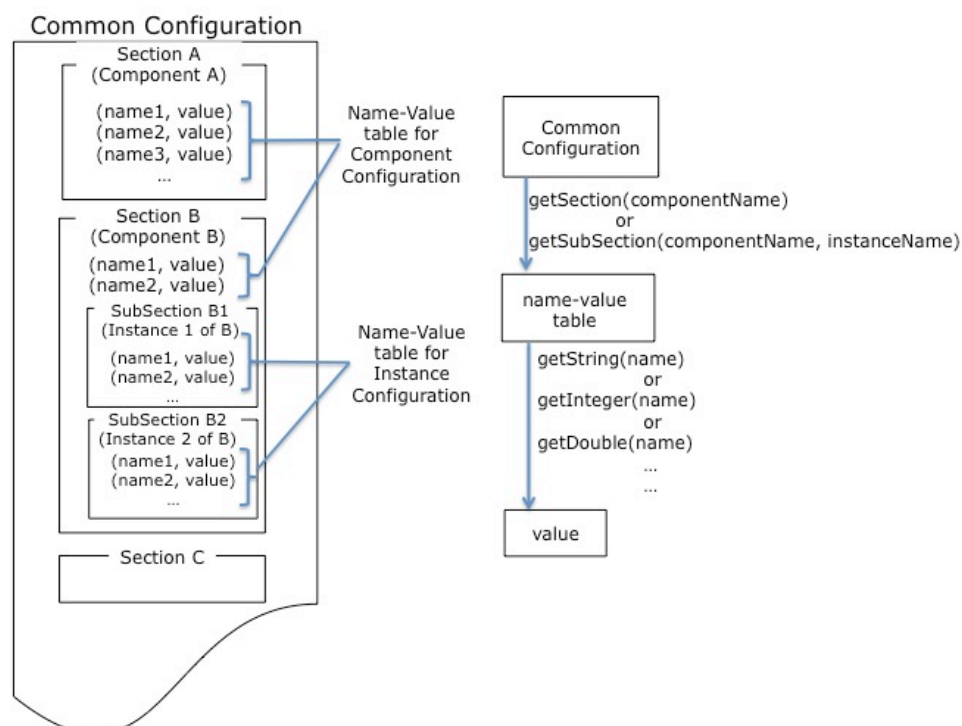 Common Configuration
Section A
(Component A)
(name1, value)
(name2, value)
(name3, value)
...
Section B
(Component B)
(name1, value)
(name2, value)
SubSection B1
(Instance 1 of B)
(name1, value)
(name2, value)
...
SubSection B2
(Instance 2 of B)
(name1, value)
(name2, value)
...
Section C
Name-Value
table for
Component
Configuration
Name-Value
table for
Instance
Configuration
Common
Configuration
getSection(componentName)
or
getSubSection(componentName, instanceName)
name-value
table
getString(name)
or
getInteger(name)
or
getDouble(name)
...
...
value